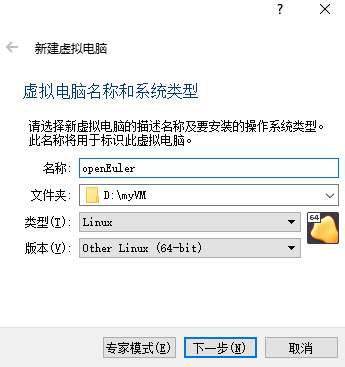 ?
新建虚拟电脑
虚拟电脑名称和系统类型
请选择新虚拟电脑的描述名称及要安装的操作系统类型。
此名称将用于标识此虚拟电脑。
名称: openEuler
文件夹: D:\myVM
类型(T): Linux
64
版本(V): Other Linux (64-bit)
专家模式(E) 下一步(N) 取消